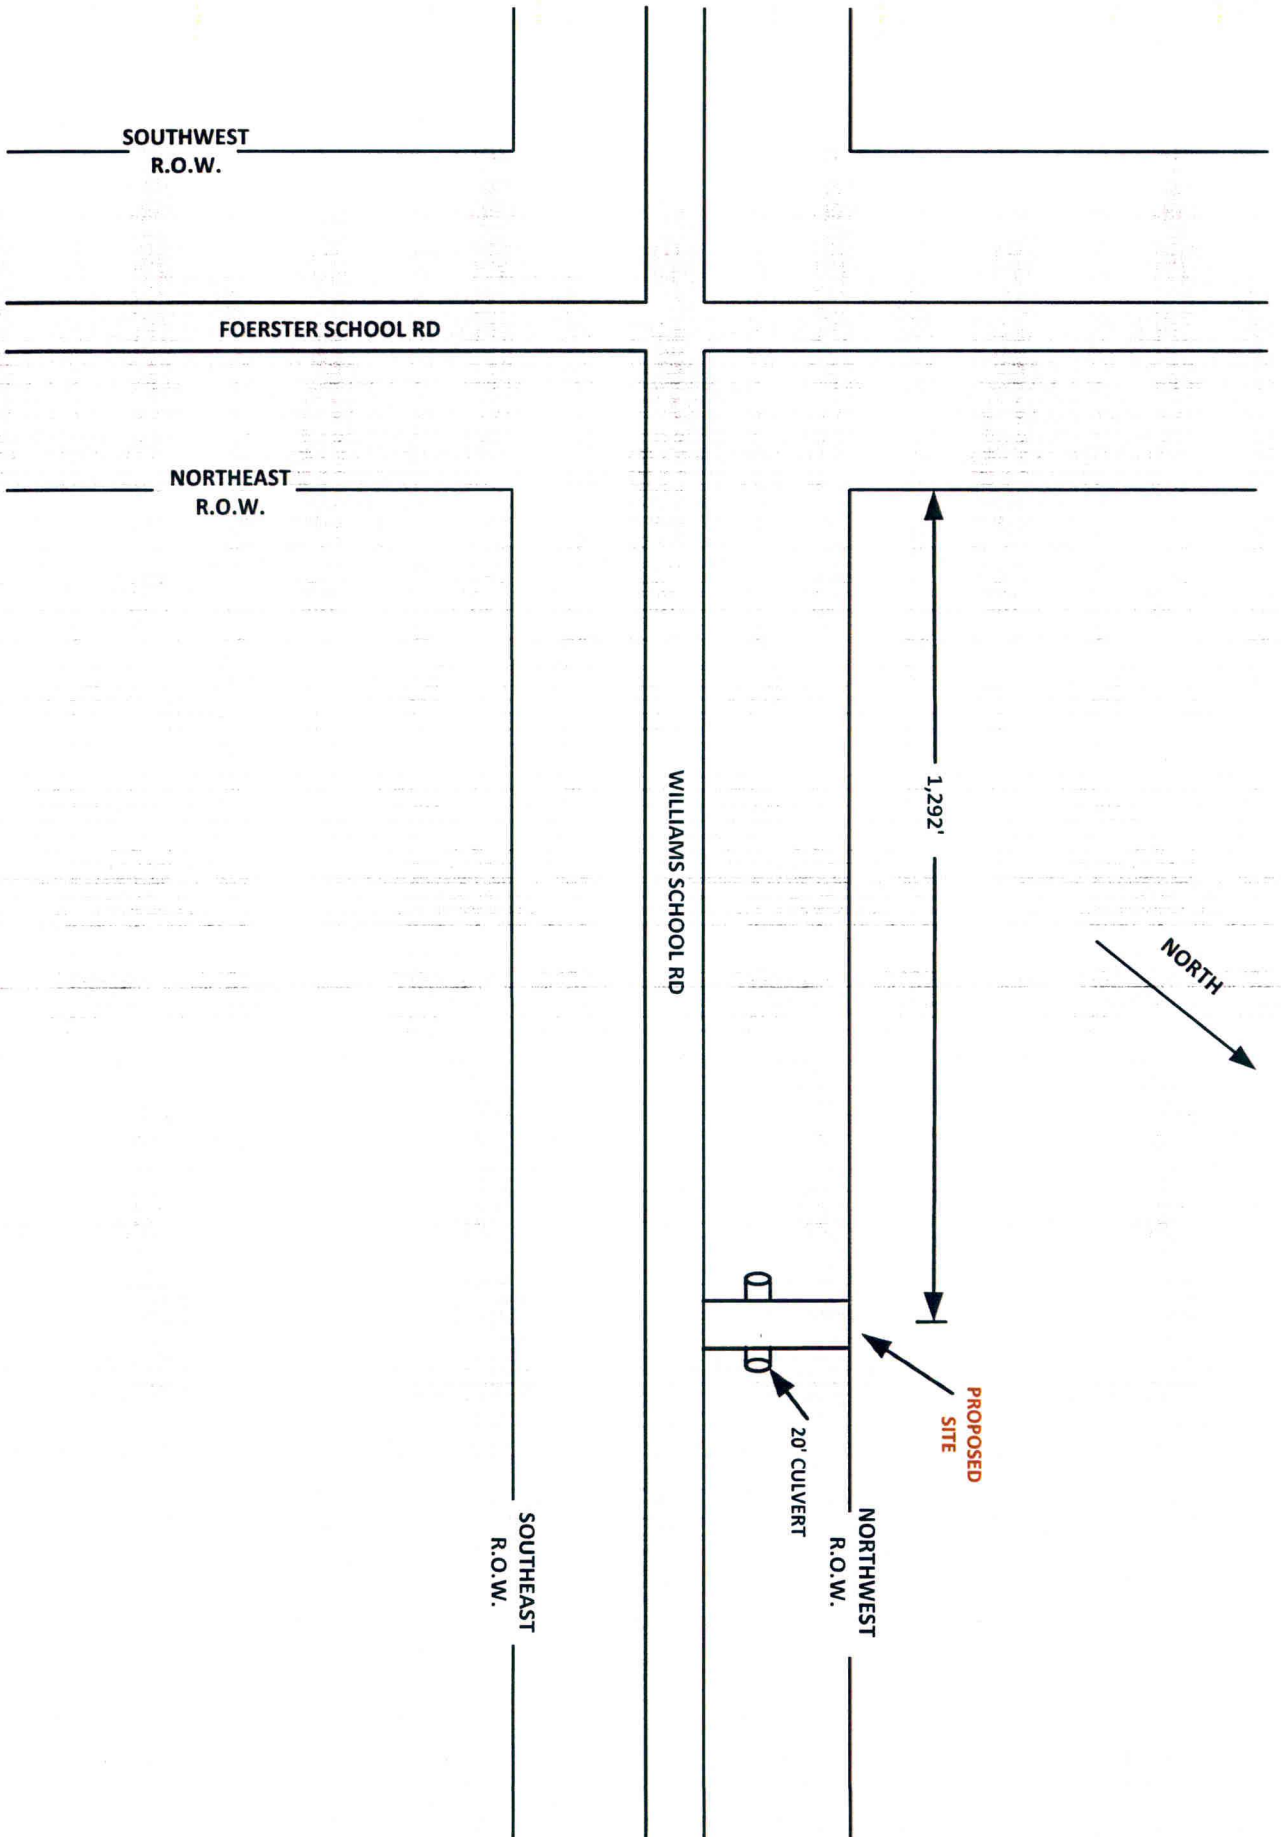 SOUTHWEST
R.O.W.
FOERSTER SCHOOL RD
NORTHEAST
R.O.W.
1,292'
WILLIAMS SCHOOL RD
NORTH
PROPOSED
SITE
20' CULVERT
NORTHWEST
R.O.W.
SOUTHEAST
R.O.W.